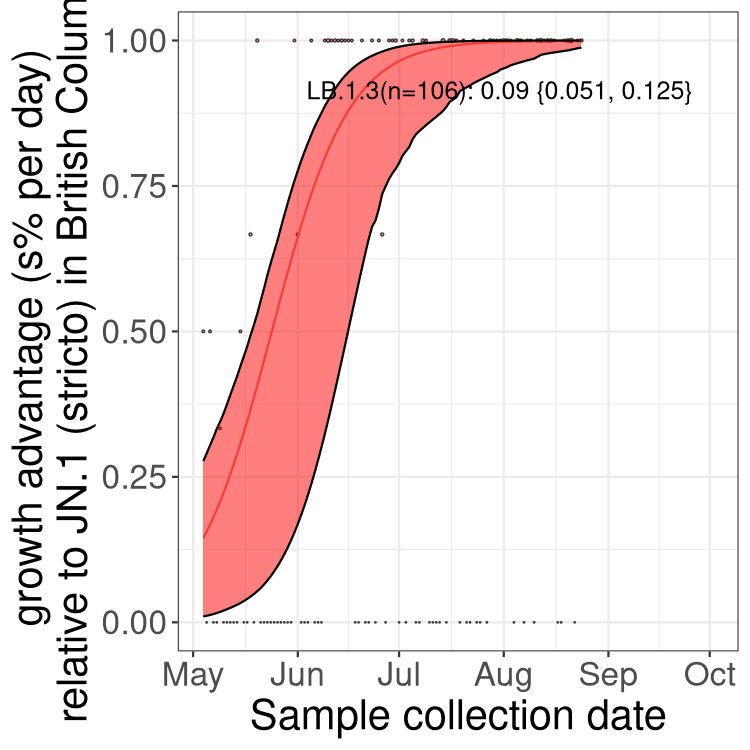 growth advantage (s% per day)
relative to JN.1 (stricto) in British Colum
1.00
0.75
0.50
0.25
0.00
LB.1.3(n=106): 0.09 {0.051, 0.125}
May Jun Jul Aug Sep Oct
Sample collection date